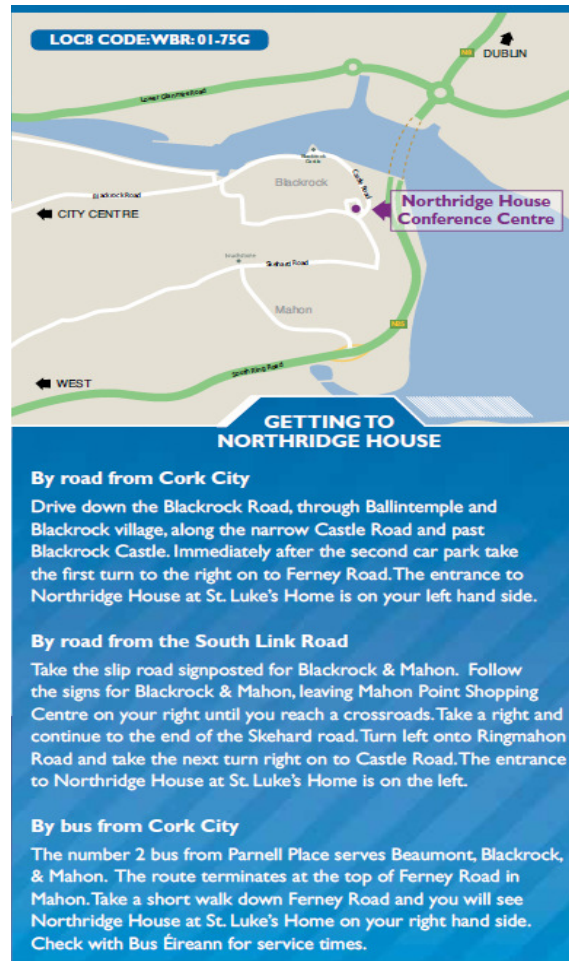 LOC8 CODE: WBR: 01-75G
N8
DUBLIN
Lower Glanmire Road
Blackrock
Castle
Castle Road
Blackrock
Blackrock Road
Northridge House
Conference Centre
CITY CENTRE
Skehard Road
Mahon
South Ring Road
WEST
GETTING TO
NORTHRIDGE HOUSE
By road from Cork City
Drive down the Blackrock Road, through Ballintemple and
Blackrock village, along the narrow Castle Road and past
Blackrock Castle. Immediately after the second car park take
the first turn to the right on to Ferney Road. The entrance to
Northridge House at St. Luke's Home is on your left hand side.
By road from the South Link Road
Take the slip road signposted for Blackrock & Mahon. Follow
the signs for Blackrock & Mahon, leaving Mahon Point Shopping
Centre on your right until you reach a crossroads. Take a right and
continue to the end of the Skehard road. Turn left onto Ringmahon
Road and take the next turn right on to Castle Road. The entrance
to Northridge House at St. Luke's Home is on the left.
By bus from Cork City
The number 2 bus from Parnell Place serves Beaumont, Blackrock,
& Mahon. The route terminates at the top of Ferney Road in
Mahon. Take a short walk down Ferney Road and you will see
Northridge House at St. Luke's Home on your right hand side.
Check with Bus Éireann for service times.